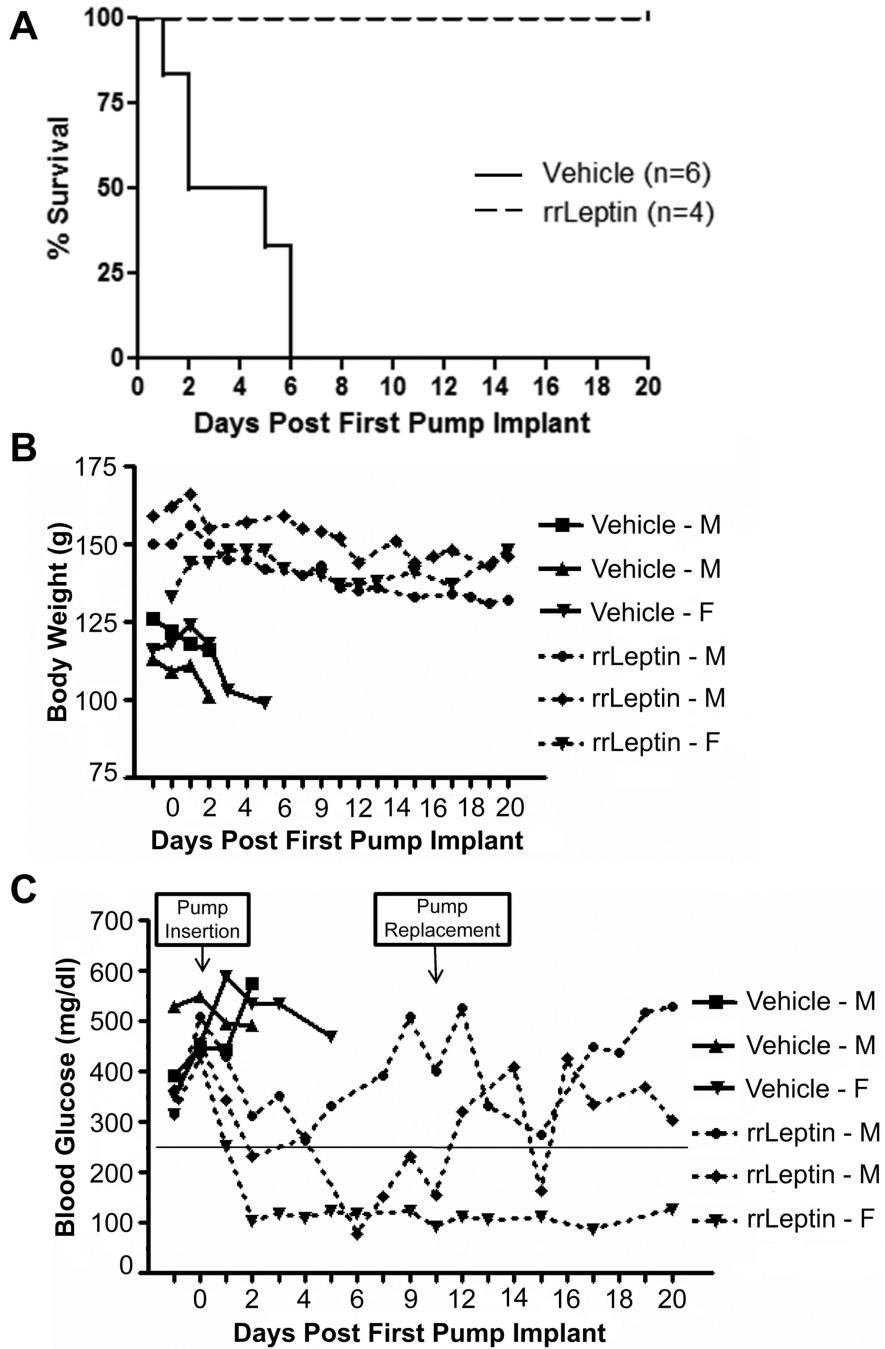 A
100
75
50
25
0
% Survival
Vehicle (n=6)
rrLeptin (n=4)
0 2 4 6 8 10 12 14 16 18 20
Days Post First Pump Implant
B
175
150
125
100
75
Body Weight (g)
Vehicle - M
Vehicle - M
Vehicle - F
rrLeptin - M
rrLeptin - M
rrLeptin - F
0 2 4 6 9 12 14 16 18 20
Days Post First Pump Implant
C
Pump
Insertion
Pump
Replacement
700
600
500
400
300
200
100
0
Blood Glucose (mg/dl)
Vehicle - M
Vehicle - M
Vehicle - F
rrLeptin - M
rrLeptin - M
rrLeptin - F
0 2 4 6 9 12 14 16 18 20
Days Post First Pump Implant